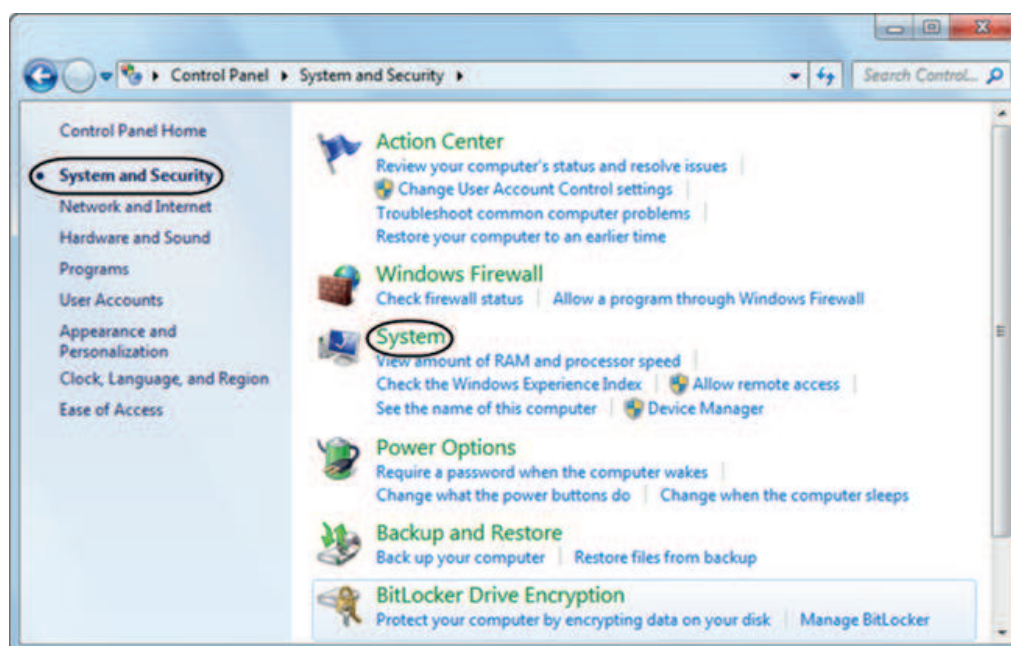 Control Panel System and Security
Search Control...
Control Panel Home
System and Security
Network and Internet
Hardware and Sound
Programs
User Accounts
Appearance and
Personalization
Clock, Language, and Region
Ease of Access
Action Center
Review your computer's status and resolve issues
Change User Account Control settings
Troubleshoot common computer problems
Restore your computer to an earlier time
Windows Firewall
Check firewall status Allow a program through Windows Firewall
System
View amount of RAM and processor speed
Check the Windows Experience Index Allow remote access
See the name of this computer Device Manager
Power Options
Require a password when the computer wakes
Change what the power buttons do Change when the computer sleeps
Backup and Restore
Back up your computer Restore files from backup
BitLocker Drive Encryption
Protect your computer by encrypting data on your disk Manage BitLocker